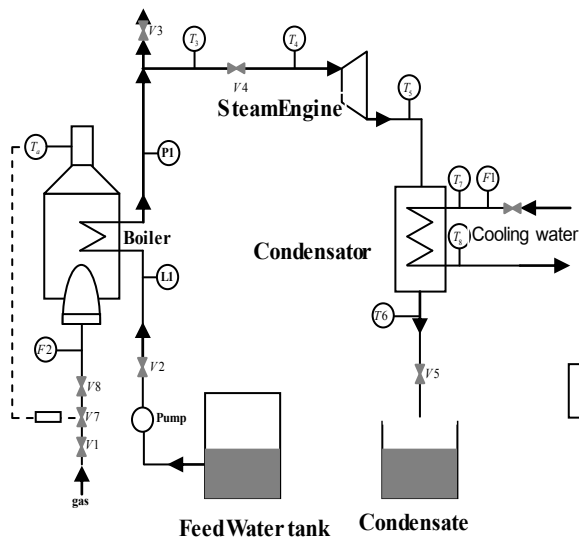 V3
T3
T4
V4
SteamEngine
T5
Ta
P1
T7
F1
Boiler
Condensator
T8
Cooling water
L1
T6
F2
V2
V5
V8
V7
Pump
V1
gas
FeedWater tank
Condensate